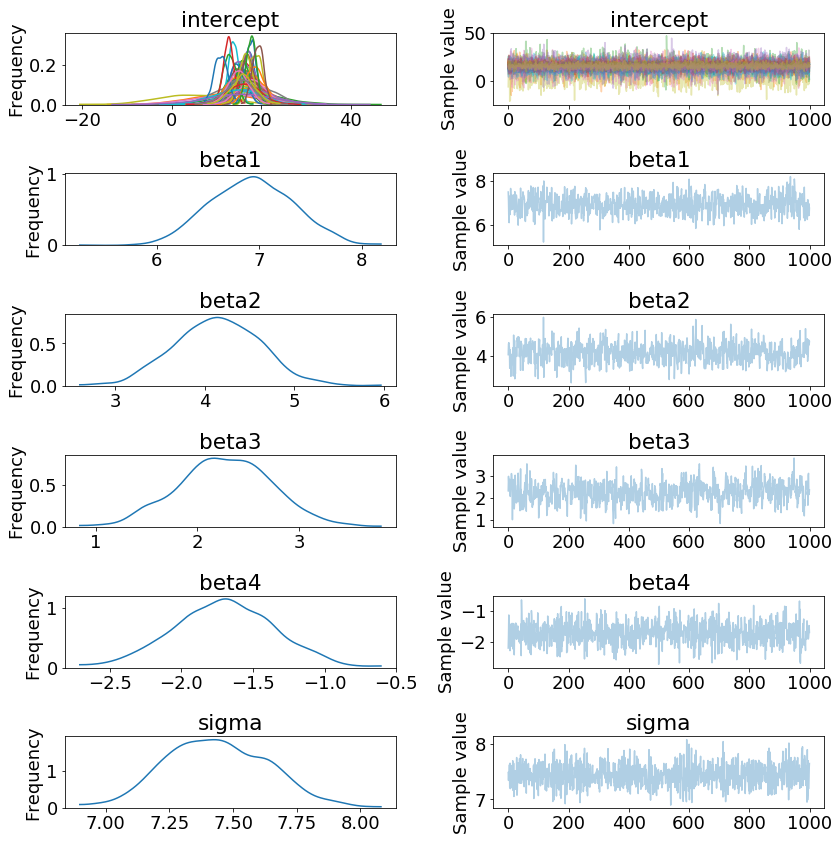 intercept
Frequency
0.2
0.0
−20 0 20 40
intercept
Sample value
50
0
0 200 400 600 800 1000
beta1
Frequency
1
0
6 7 8
beta1
Sample value
8
6
0 200 400 600 800 1000
beta2
Frequency
0.5
0.0
3 4 5 6
beta2
Sample value
6
4
0 200 400 600 800 1000
beta3
Frequency
0.5
0.0
1 2 3
beta3
Sample value
3
2
1
0 200 400 600 800 1000
beta4
Frequency
1
0
−2.5 −2.0 −1.5 −1.0 −0.5
beta4
Sample value
−1
−2
0 200 400 600 800 1000
sigma
Frequency
1
0
7.00 7.25 7.50 7.75 8.00
sigma
Sample value
8
7
0 200 400 600 800 1000